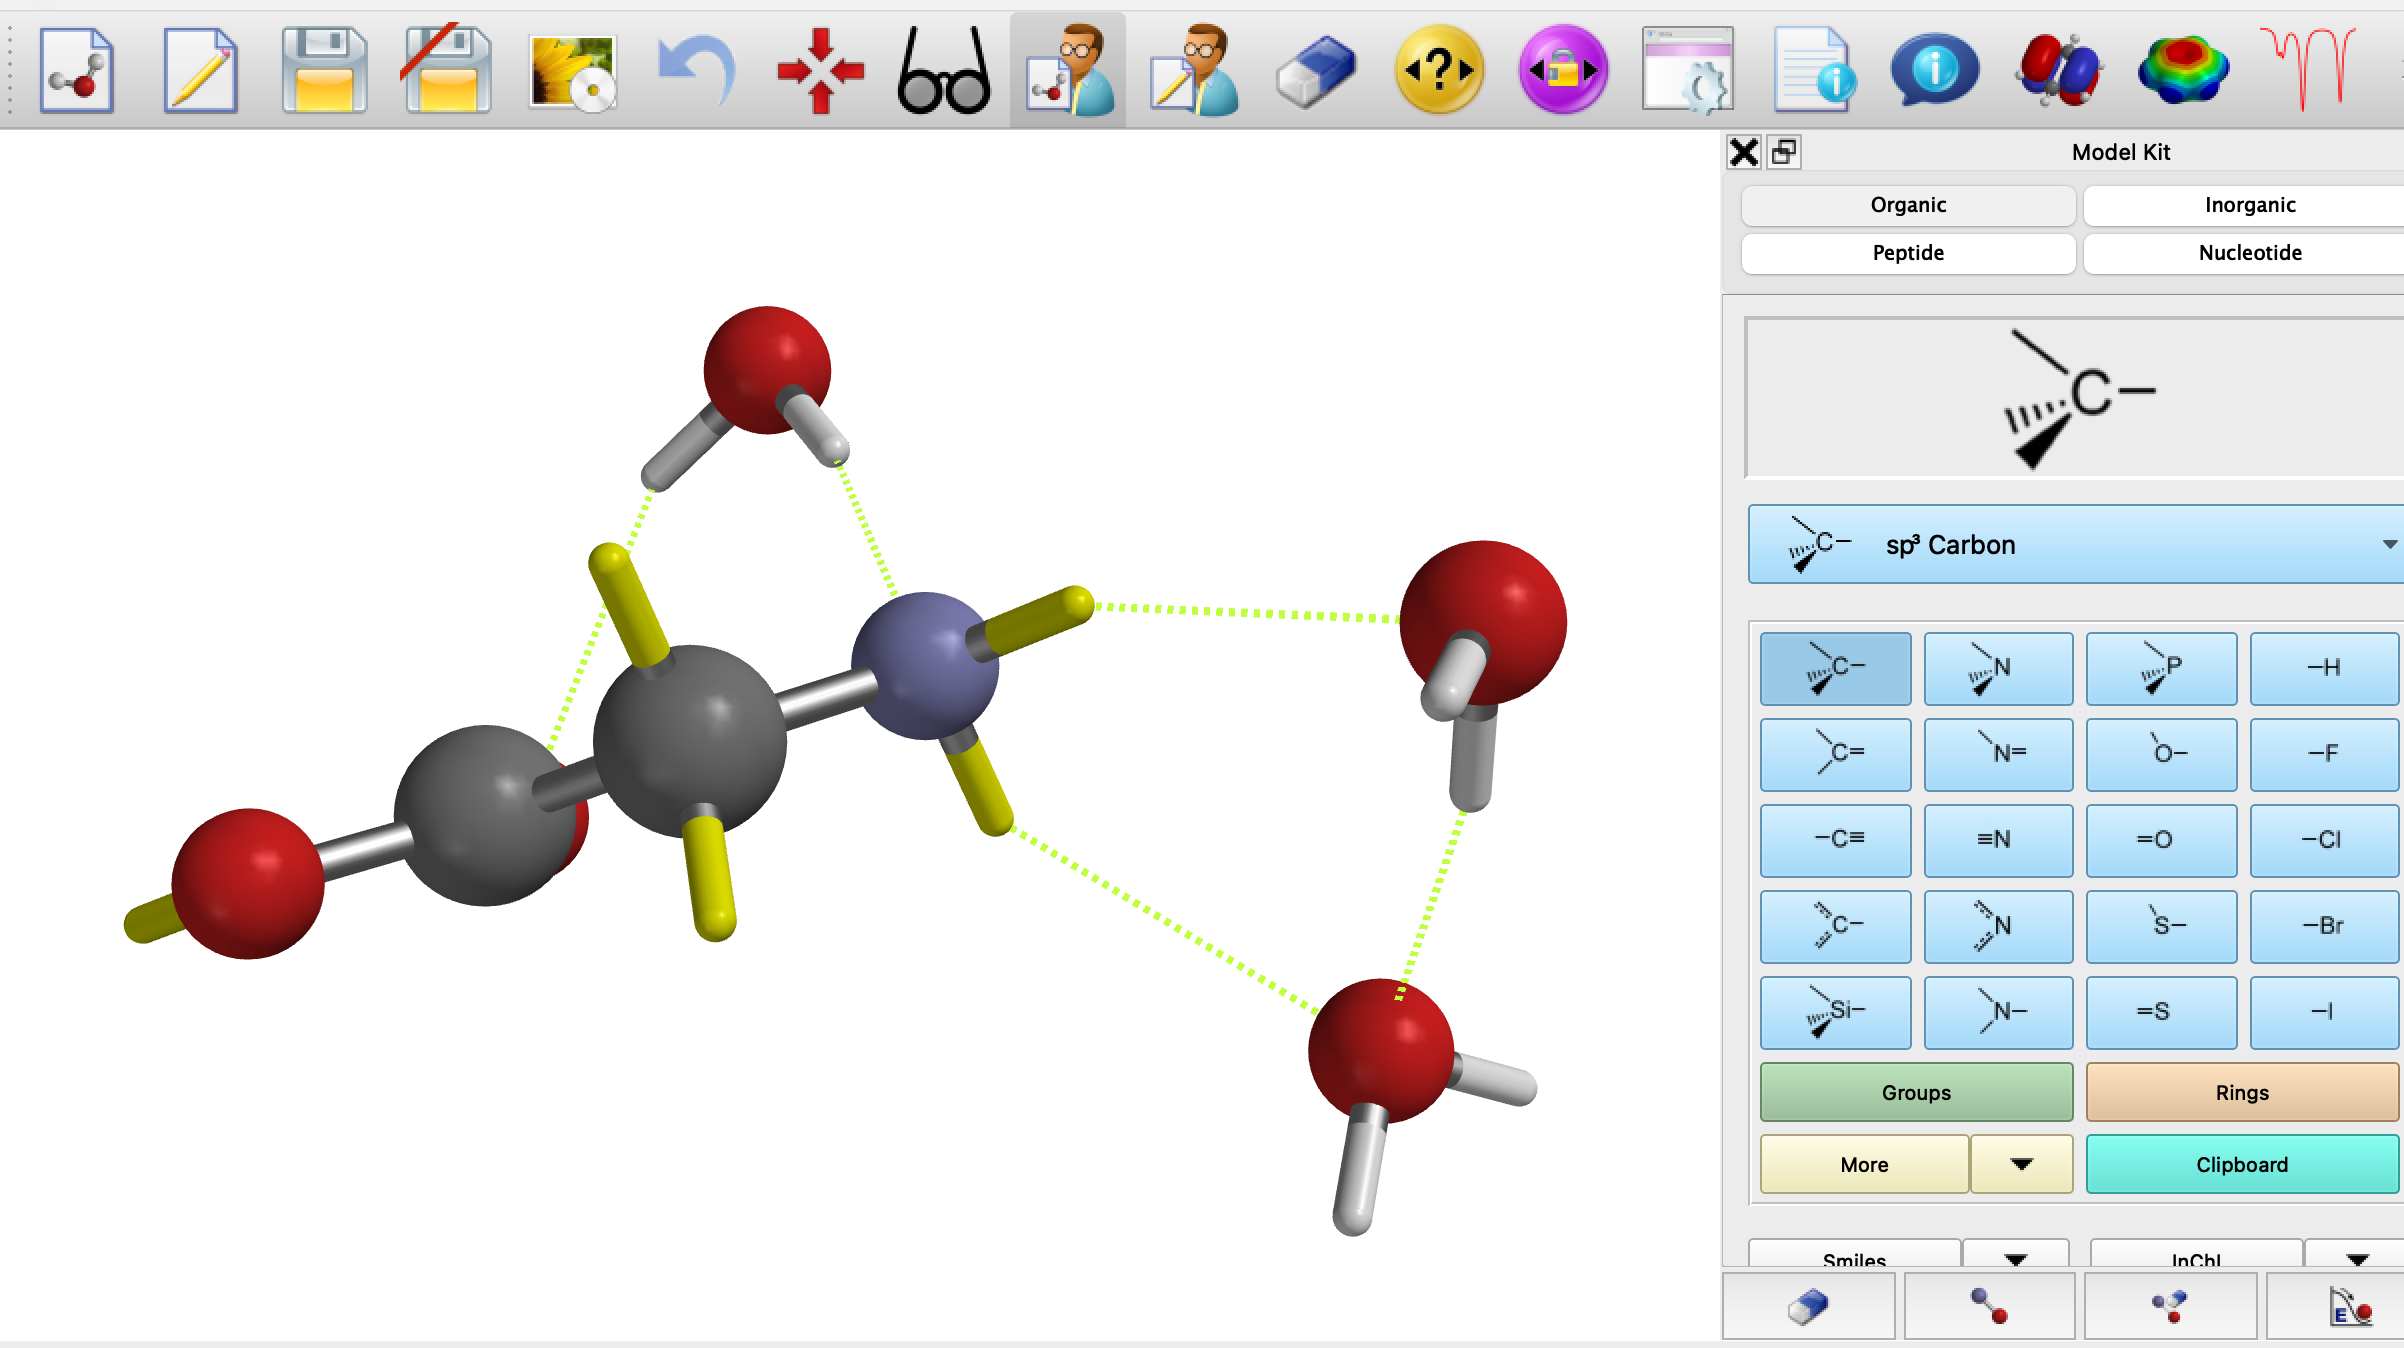 Model Kit
Organic
Inorganic
Peptide
Nucleotide
C
C
sp³ Carbon
C
N
P
-H
C=
N=
O-
-F
-C≡
≡N
=O
-Cl
C-
N
S-
-Br
Si-
N-
=S
-I
Groups
Rings
More
Clipboard
Smiles
InChI
E